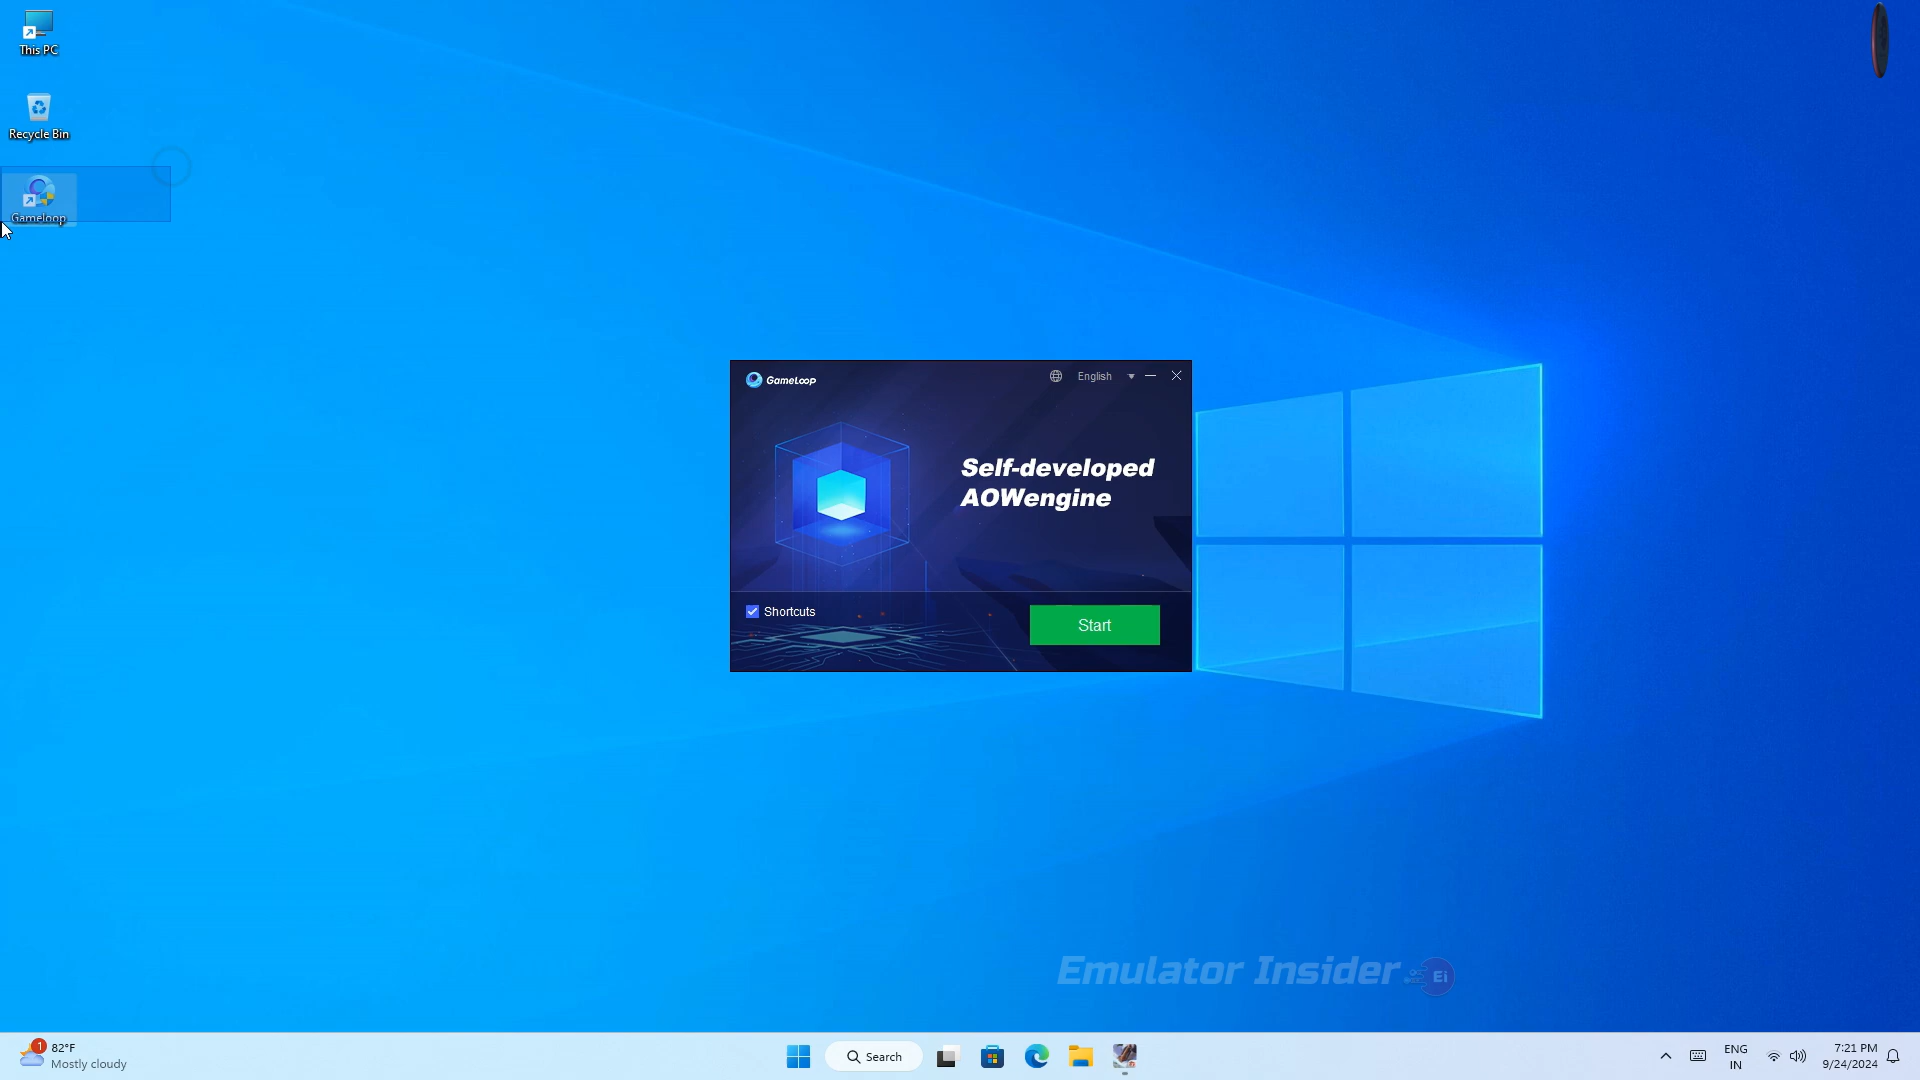 This PC
Recycle Bin
Gameloop
GameLoop
English
Self-developed
AOWengine
Shortcuts
Start
Emulator Insider
Ei
1
82°F
Mostly cloudy
Search
ENG
IN
7:21 PM
9/24/2024